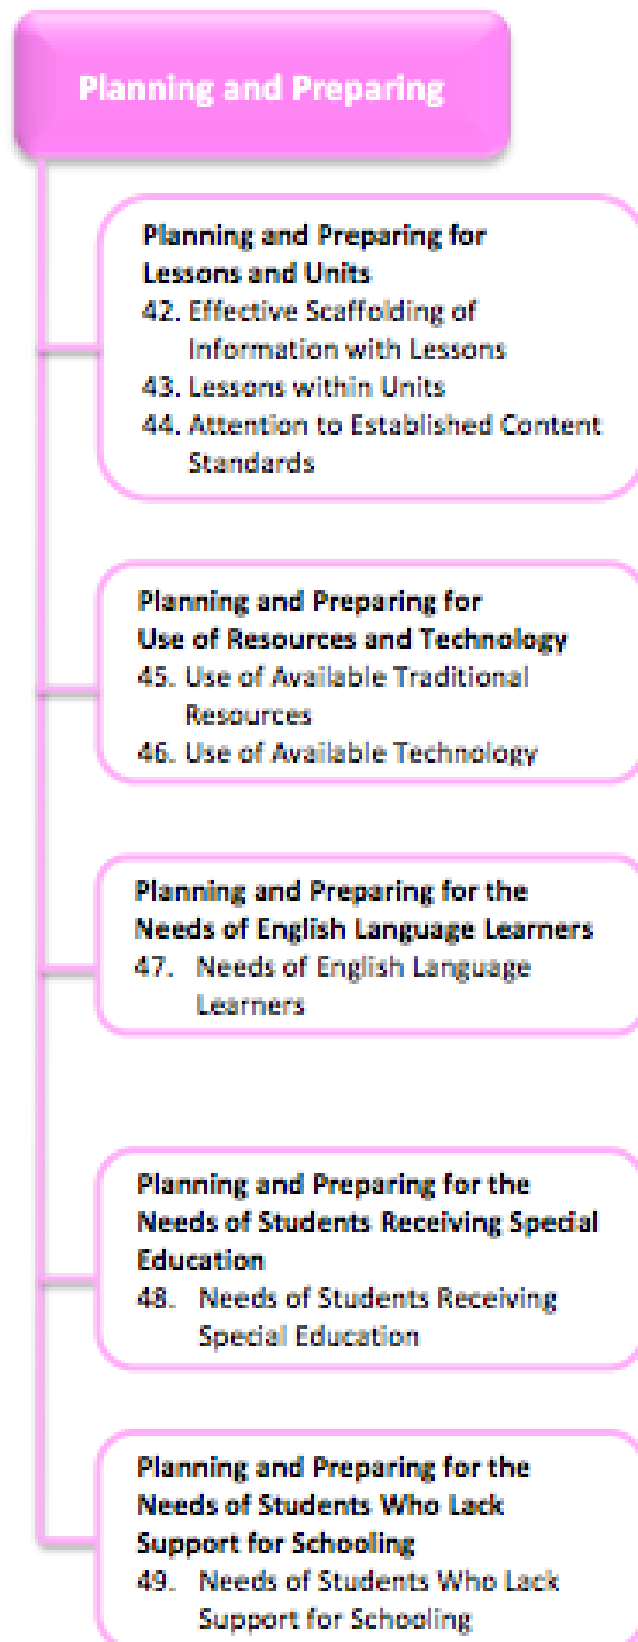 Planning and Preparing
Planning and Preparing for
Lessons and Units
42. Effective Scaffolding of
Information with Lessons
43. Lessons within Units
44. Attention to Established Content
Standards
Planning and Preparing for
Use of Resources and Technology
45. Use of Available Traditional
Resources
46. Use of Available Technology
Planning and Preparing for the
Needs of English Language Learners
47. Needs of English Language
Learners
Planning and Preparing for the
Needs of Students Receiving Special
Education
48. Needs of Students Receiving
Special Education
Planning and Preparing for the
Needs of Students Who Lack
Support for Schooling
49. Needs of Students Who Lack
Support for Schooling